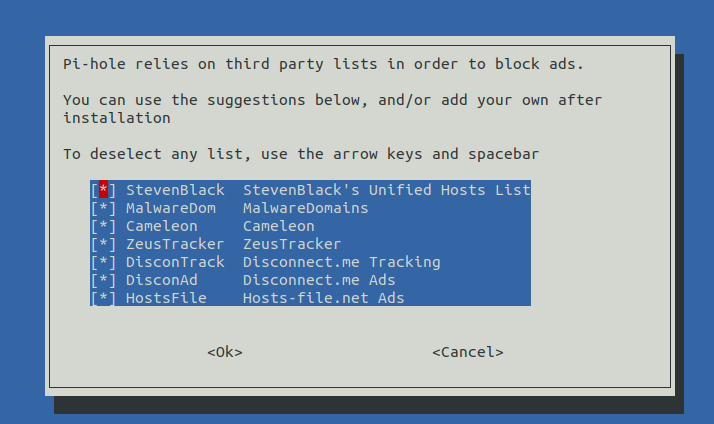 Pi-hole relies on third party lists in order to block ads.
You can use the suggestions below, and/or add your own after
installation
To deselect any list, use the arrow keys and spacebar
[*] StevenBlack  StevenBlack's Unified Hosts List
[*] MalwareDom   MalwareDomains
[*] Cameleon     Cameleon
[*] ZeusTracker  ZeusTracker
[*] DisconTrack  Disconnect.me Tracking
[*] DisconAd     Disconnect.me Ads
[*] HostsFile    Hosts-file.net Ads
<Ok>                     <Cancel>